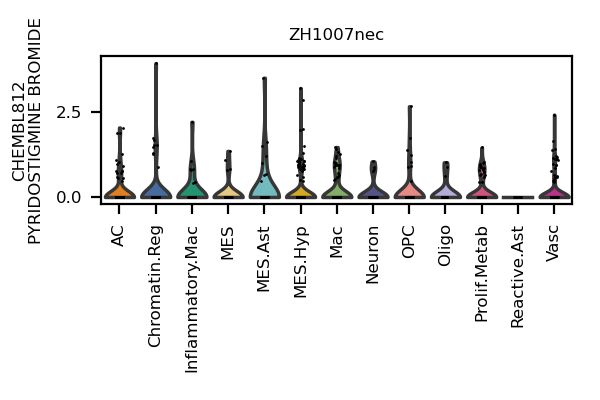 ZH1007nec
CHEMBL812
PYRIDOSTIGMINE BROMIDE
2.5
0.0
AC
Chromatin.Reg
Inflammatory.Mac
MES
MES.Ast
MES.Hyp
Mac
Neuron
OPC
Oligo
Prolif.Metab
Reactive.Ast
Vasc